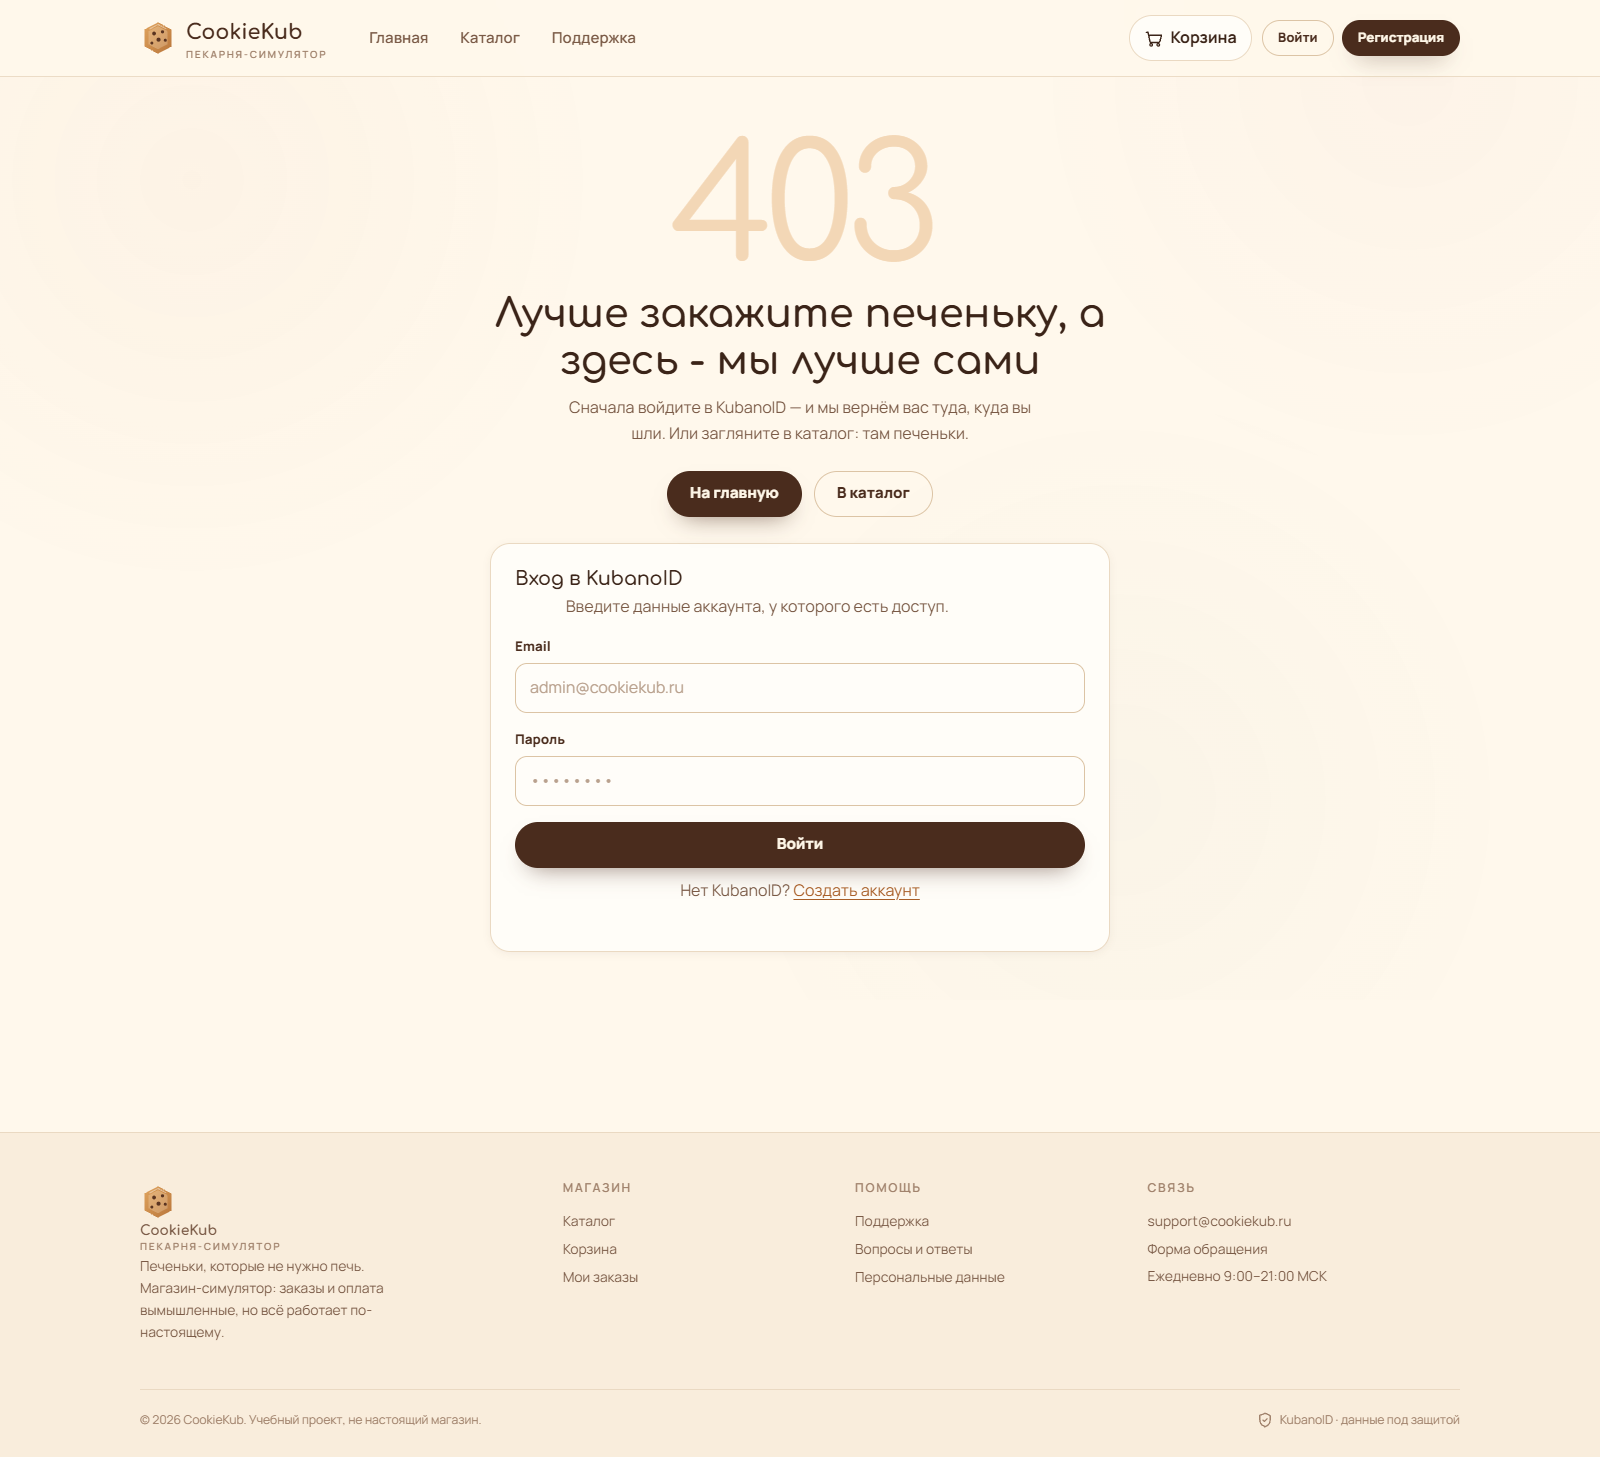 CookieKub
ПЕКАРНЯ-СИМУЛЯТОР
Главная
Каталог
Поддержка
Корзина
Войти
Регистрация
403
Лучше закажите печеньку, а
здесь - мы лучше сами
Сначала войдите в KubanoID — и мы вернём вас туда, куда вы
шли. Или загляните в каталог: там печеньки.
На главную
В каталог
Вход в KubanoID
Введите данные аккаунта, у которого есть доступ.
Email
admin@cookiekub.ru
Пароль
••••••••
Войти
Нет KubanoID? Создать аккаунт
CookieKub
ПЕКАРНЯ-СИМУЛЯТОР
Печеньки, которые не нужно печь.
Магазин-симулятор: заказы и оплата
вымышленные, но всё работает по-
настоящему.
МАГАЗИН
Каталог
Корзина
Мои заказы
ПОМОЩЬ
Поддержка
Вопросы и ответы
Персональные данные
СВЯЗЬ
support@cookiekub.ru
Форма обращения
Ежедневно 9:00–21:00 МСК
© 2026 CookieKub. Учебный проект, не настоящий магазин.
KubanoID · данные под защитой